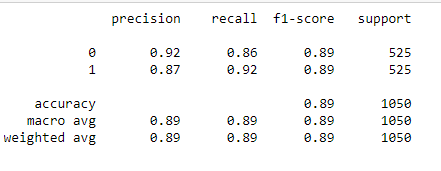 precision recall f1-score support
0 0.92 0.86 0.89 525
1 0.87 0.92 0.89 525
accuracy 0.89 1050
macro avg 0.89 0.89 0.89 1050
weighted avg 0.89 0.89 0.89 1050